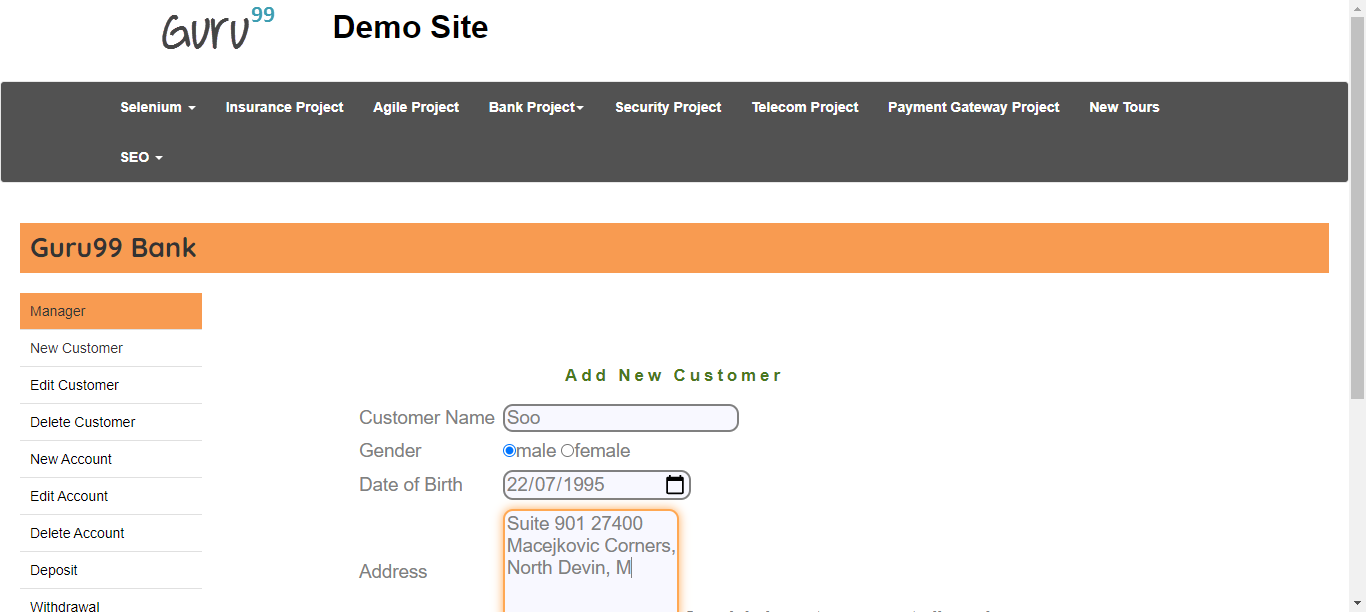 Guru99 Demo Site
Selenium Insurance Project Agile Project Bank Project Security Project Telecom Project Payment Gateway Project New Tours
SEO
Guru99 Bank
Manager
New Customer
Edit Customer
Delete Customer
New Account
Edit Account
Delete Account
Deposit
Withdrawal
Add New Customer
Customer Name Soo
Gender male female
Date of Birth 22/07/1995
Address
Suite 901 27400
Macejkovic Corners,
North Devin, M